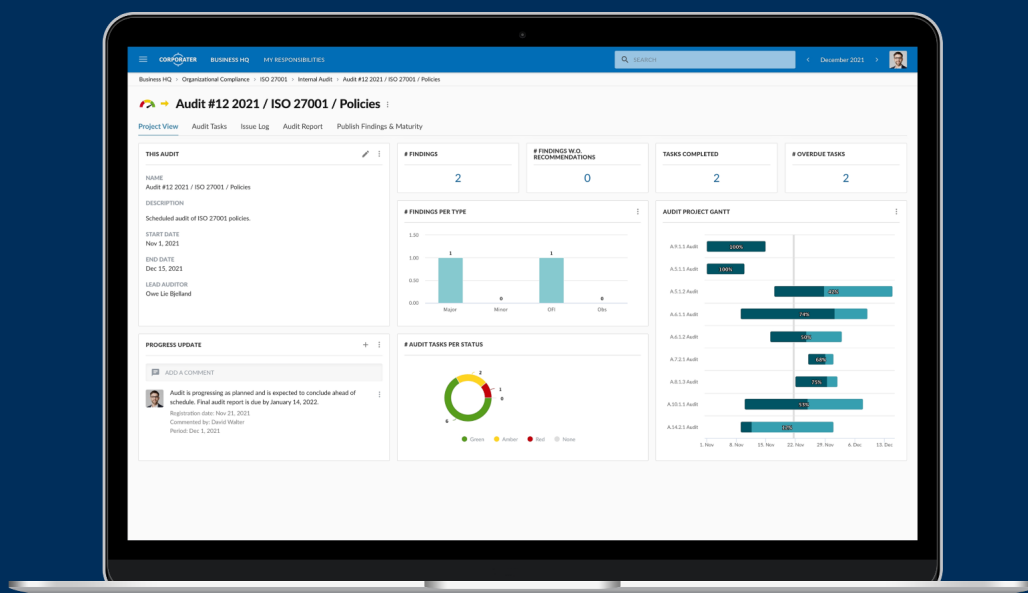 CORPORATER
BUSINESS HQ
MY RESPONSIBILITIES
SEARCH
< December 2021 >
Business HQ > Organizational Compliance > ISO 27001 > Internal Audit > Audit #12 2021 / ISO 27001 / Policies
Audit #12 2021 / ISO 27001 / Policies
Project View
Audit Tasks
Issue Log
Audit Report
Publish Findings & Maturity
THIS AUDIT
NAME
Audit #12 2021 / ISO 27001 / Policies
DESCRIPTION
Scheduled audit of ISO 27001 policies.
START DATE
Nov 1, 2021
END DATE
Dec 15, 2021
LEAD AUDITOR
Owe Lie Bjelland
# FINDINGS
2
# FINDINGS W.O.
RECOMMENDATIONS
0
TASKS COMPLETED
2
# OVERDUE TASKS
2
# FINDINGS PER TYPE
1.50
1.00
0.50
0.00
1
0
1
0
Major
Minor
OFI
Obs
AUDIT PROJECT GANTT
A.9.1.1 Audit
100%
A.5.1.1 Audit
100%
A.5.1.2 Audit
42%
A.6.1.1 Audit
74%
A.6.1.2 Audit
50%
A.7.2.1 Audit
68%
A.8.1.3 Audit
75%
A.10.1.1 Audit
53%
A.14.2.1 Audit
12%
1. Nov
8. Nov
15. Nov
22. Nov
29. Nov
6. Dec
13. Dec
PROGRESS UPDATE
ADD A COMMENT
Audit is progressing as planned and is expected to conclude ahead of
schedule. Final audit report is due by January 14, 2022.
Registration date: Nov 21, 2021
Commented by: David Walter
Period: Dec 1, 2021
# AUDIT TASKS PER STATUS
2
1
0
6
Green
Amber
Red
None